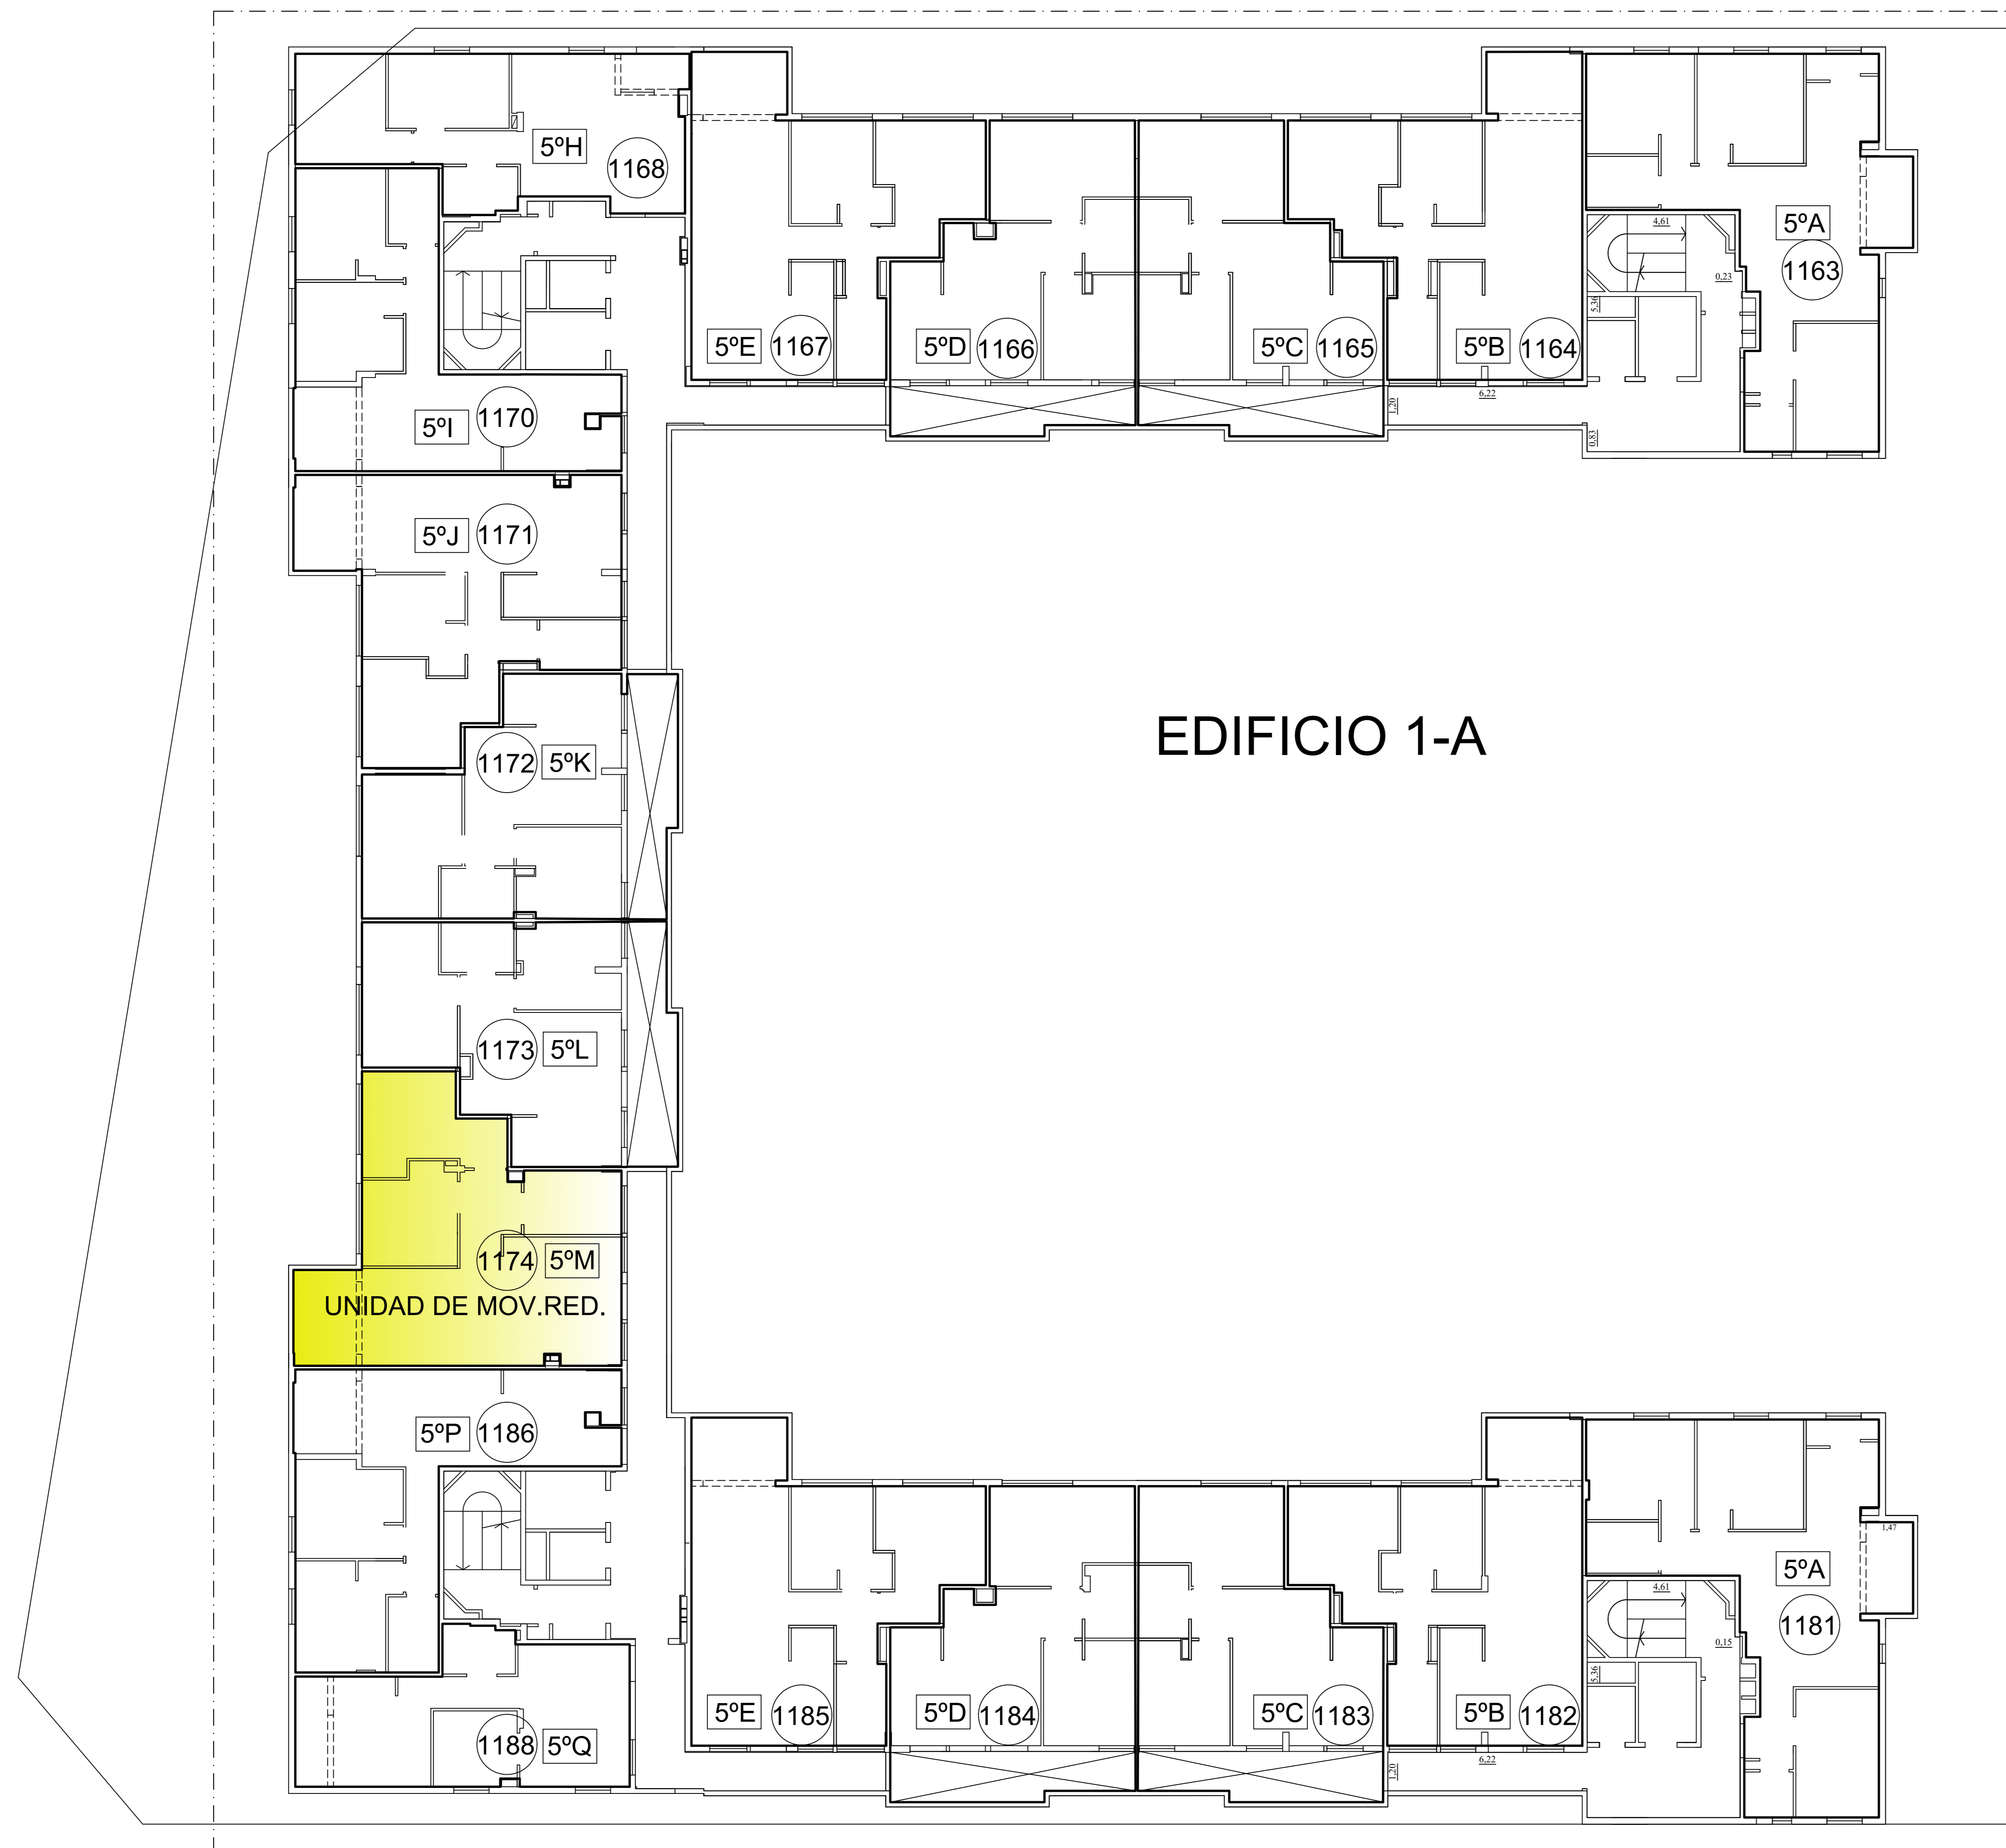 5ºH
1168
5ºA
1163
4,61
0,23
5,36
5ºE
1167
5ºD
1166
5ºC
1165
5ºB
1164
1,20
6,22
0,83
5ºI
1170
5ºJ
1171
EDIFICIO 1-A
1172
5ºK
1173
5ºL
1174
5ºM
UNIDAD DE MOV.RED.
5ºP
1186
1,47
5ºA
1181
4,61
0,15
5,36
5ºE
1185
5ºD
1184
5ºC
1183
5ºB
1182
1188
5ºQ
1,20
6,22